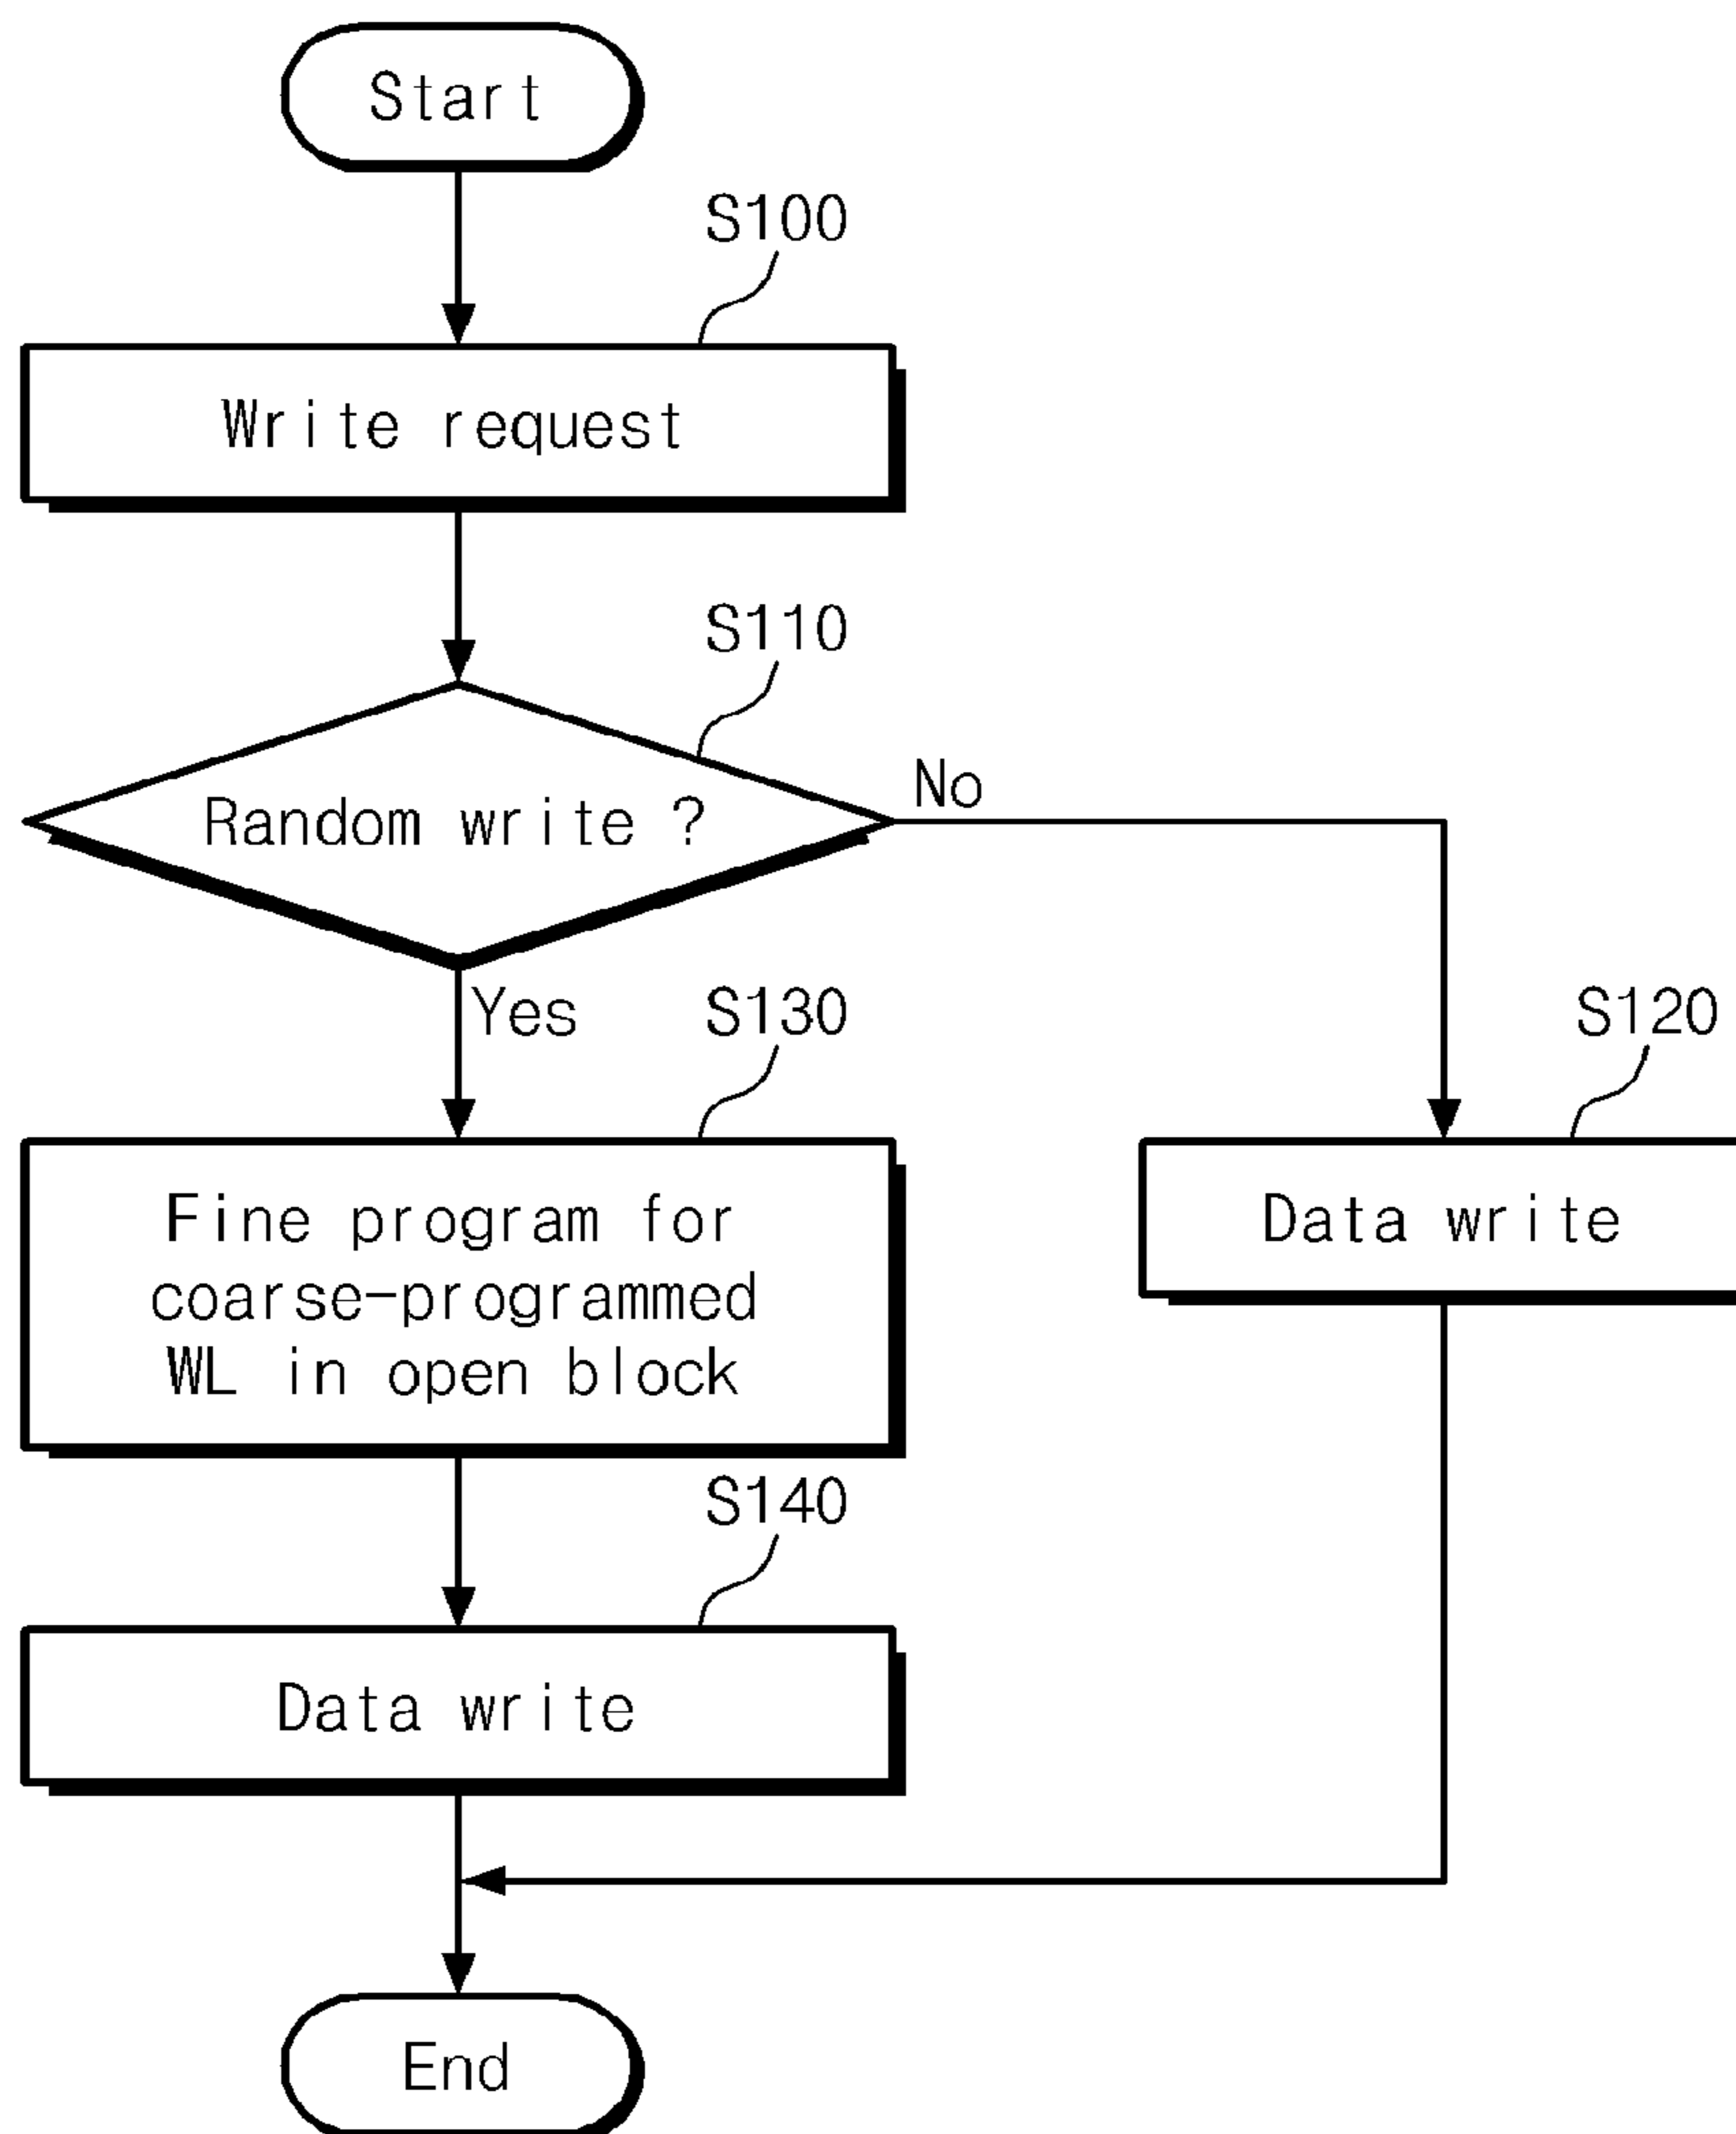 Start
S100
Write request
S110
Random write ?
No
Yes
S130
S120
Fine program for
coarse-programmed
WL in open block
Data write
S140
Data write
End